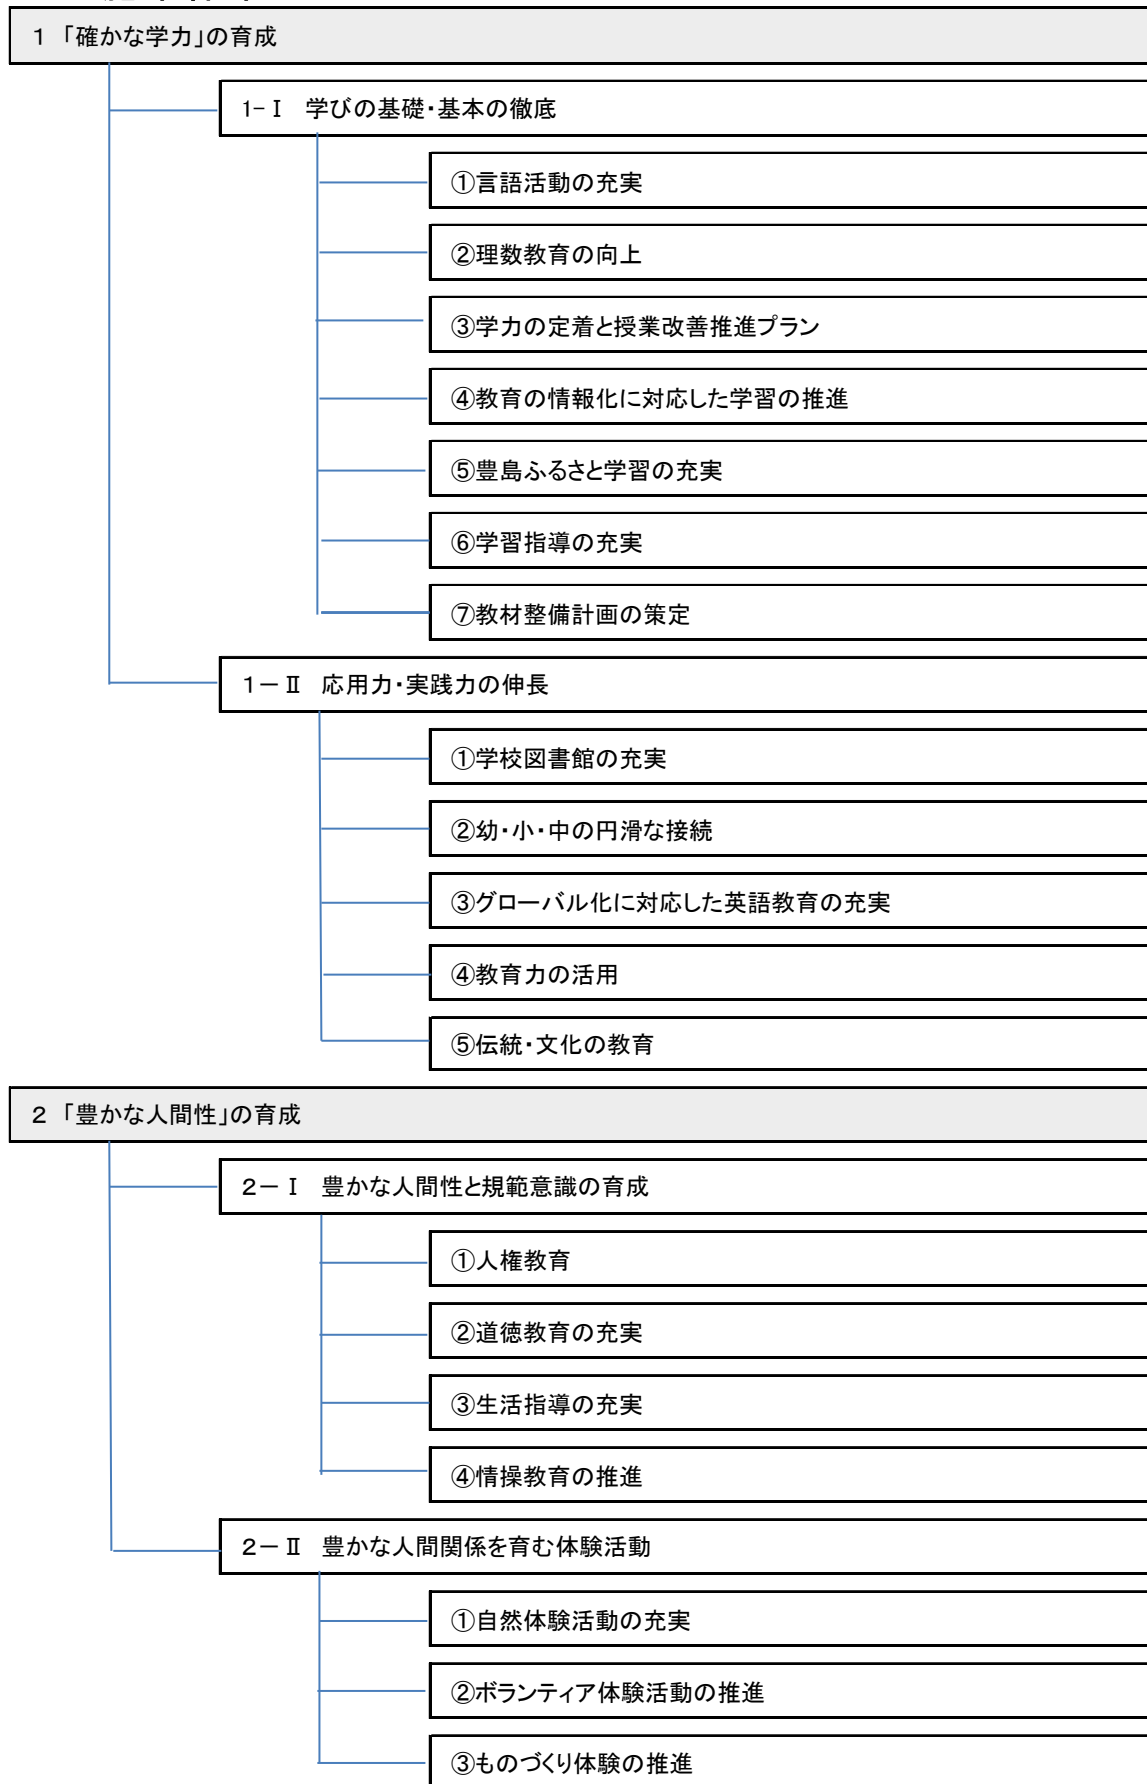 1 「確かな学力」の育成
1-Ⅰ 学びの基礎・基本の徹底
①言語活動の充実
②理数教育の向上
③学力の定着と授業改善推進プラン
④教育の情報化に対応した学習の推進
⑤豊島ふるさと学習の充実
⑥学習指導の充実
⑦教材整備計画の策定
1-Ⅱ 応用力・実践力の伸長
①学校図書館の充実
②幼・小・中の円滑な接続
③グローバル化に対応した英語教育の充実
④教育力の活用
⑤伝統・文化の教育
2 「豊かな人間性」の育成
2-Ⅰ 豊かな人間性と規範意識の育成
①人権教育
②道徳教育の充実
③生活指導の充実
④情操教育の推進
2-Ⅱ 豊かな人間関係を育む体験活動
①自然体験活動の充実
②ボランティア体験活動の推進
③ものづくり体験の推進